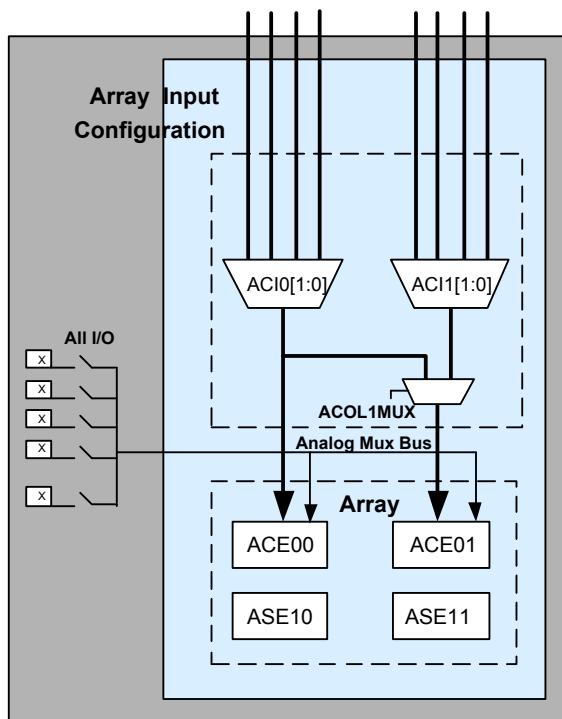 Array Input
Configuration
ACI0[1:0]
ACI1[1:0]
All I/O
x
x
x
x
x
ACOL1MUX
Analog Mux Bus
Array
ACE00
ACE01
ASE10
ASE11